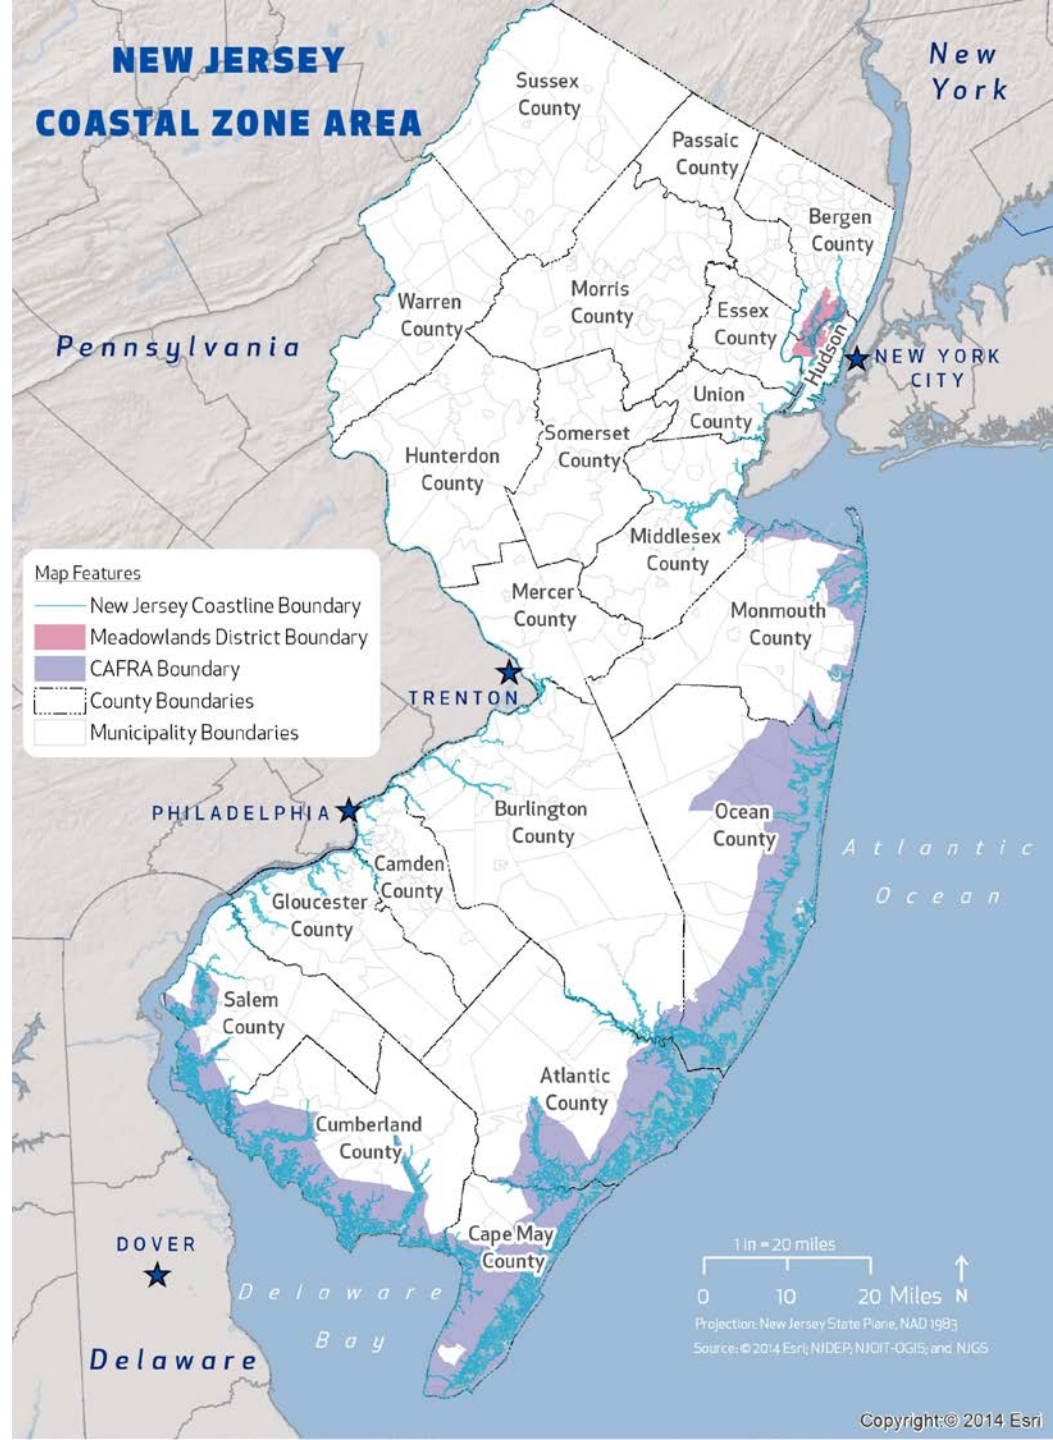 NEW JERSEY
COASTAL ZONE AREA
New
York
Sussex
County
Passaic
County
Bergen
County
Warren
County
Morris
County
Essex
County
Hudson
Pennsylvania
NEW YORK
CITY
Union
County
Somerset
County
Hunterdon
County
Middlesex
County
Map Features
New Jersey Coastline Boundary
Meadowlands District Boundary
CAFRA Boundary
County Boundaries
Municipality Boundaries
Mercer
County
Monmouth
County
TRENTON
PHILADELPHIA
Burlington
County
Ocean
County
Atlantic
Ocean
Camden
County
Gloucester
County
Salem
County
Atlantic
County
Cumberland
County
Cape May
County
DOVER
Delaware
Bay
Delaware
1 in = 20 miles
0 10 20 Miles N
Projection: New Jersey State Plane, NAD 1983
Source: © 2014 Esri; NJDEP; NJOIT-OGIS; and NJGS
Copyright:© 2014 Esri